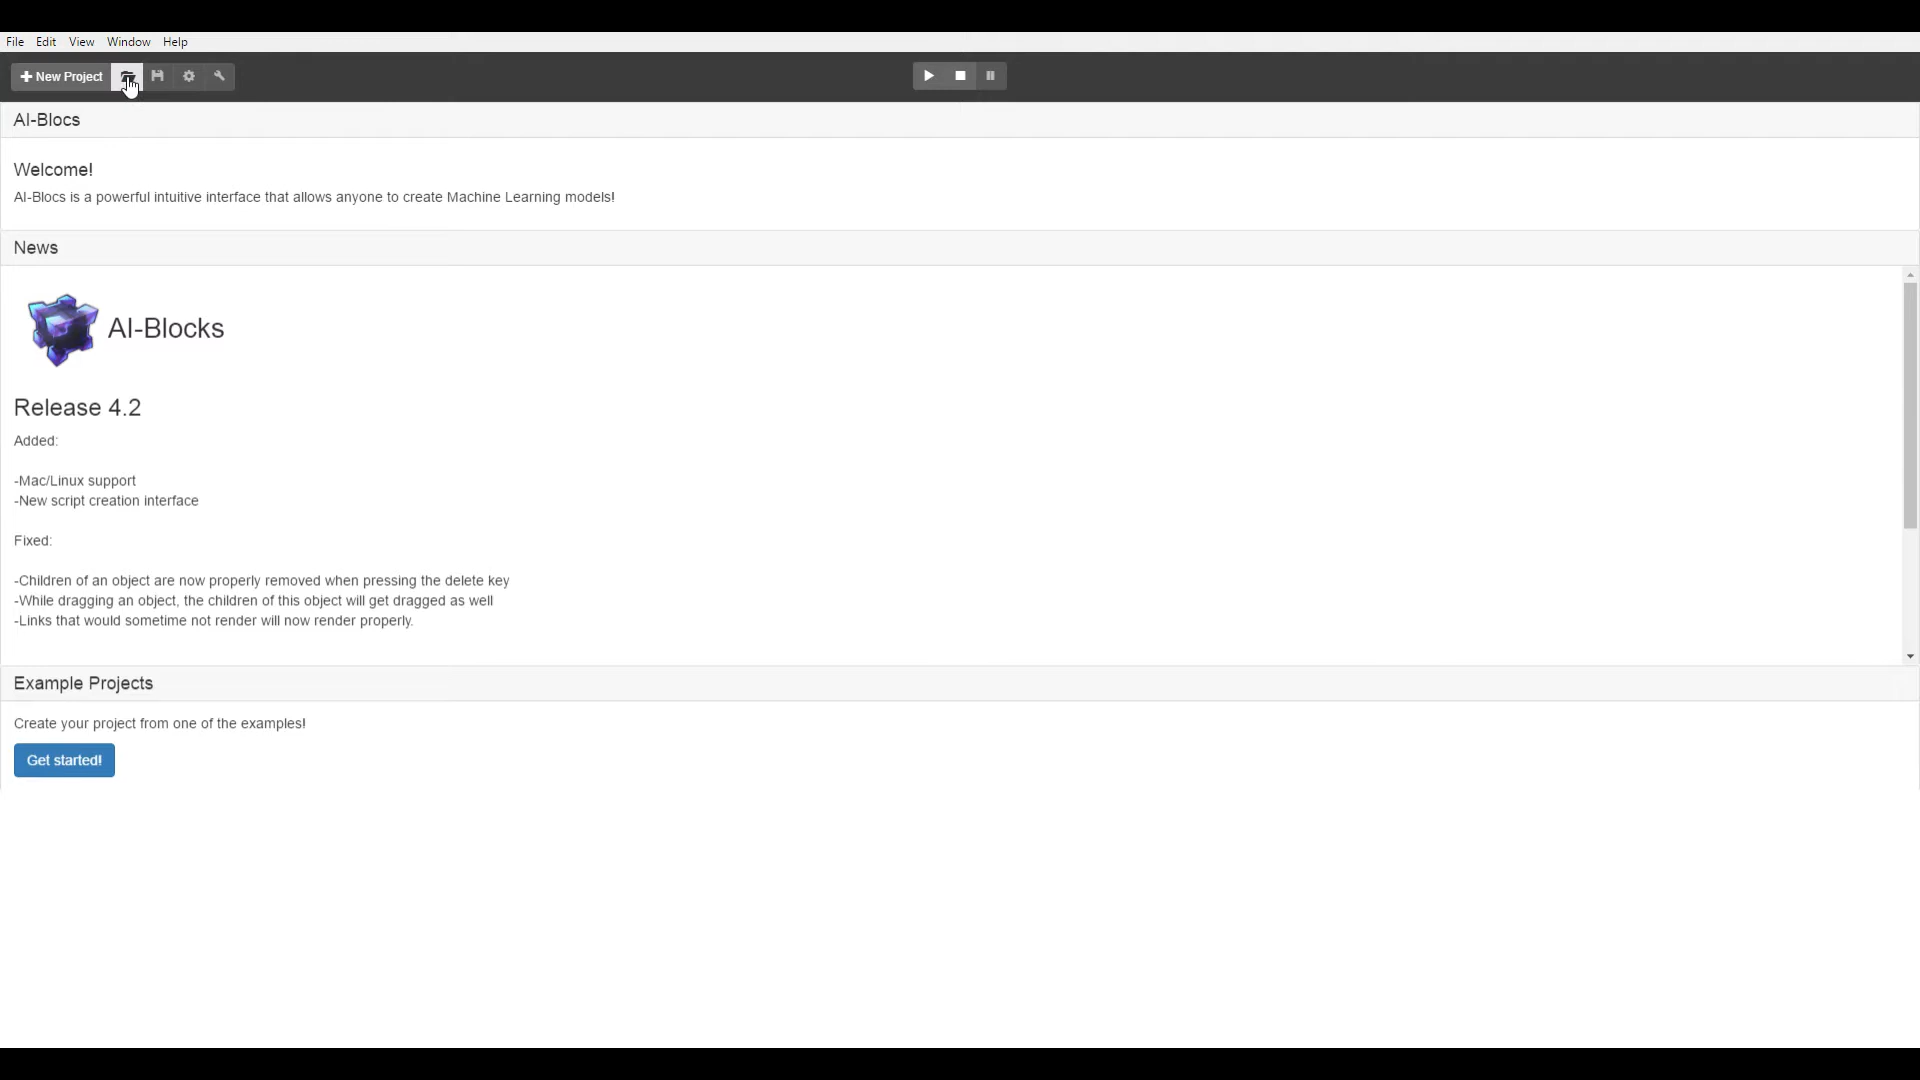 File Edit View Window Help
New Project
AI-Blocs
Welcome!
AI-Blocs is a powerful intuitive interface that allows anyone to create Machine Learning models!
News
AI-Blocks
Release 4.2
Added:
-Mac/Linux support
-New script creation interface
Fixed:
-Children of an object are now properly removed when pressing the delete key
-While dragging an object, the children of this object will get dragged as well
-Links that would sometime not render will now render properly.
Example Projects
Create your project from one of the examples!
Get started!